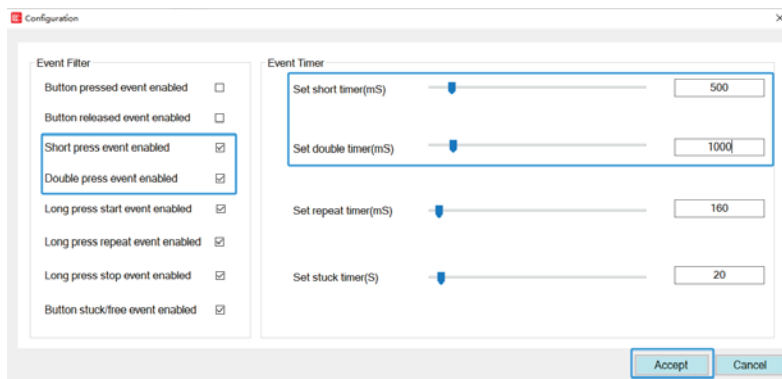 Configuration
Event Filter
Button pressed event enabled
Button released event enabled
Short press event enabled
Double press event enabled
Long press start event enabled
Long press repeat event enabled
Long press stop event enabled
Button stuck/free event enabled
Event Timer
Set short timer(mS) 500
Set double timer(mS) 1000
Set repeat timer(mS) 160
Set stuck timer(S) 20
Accept Cancel